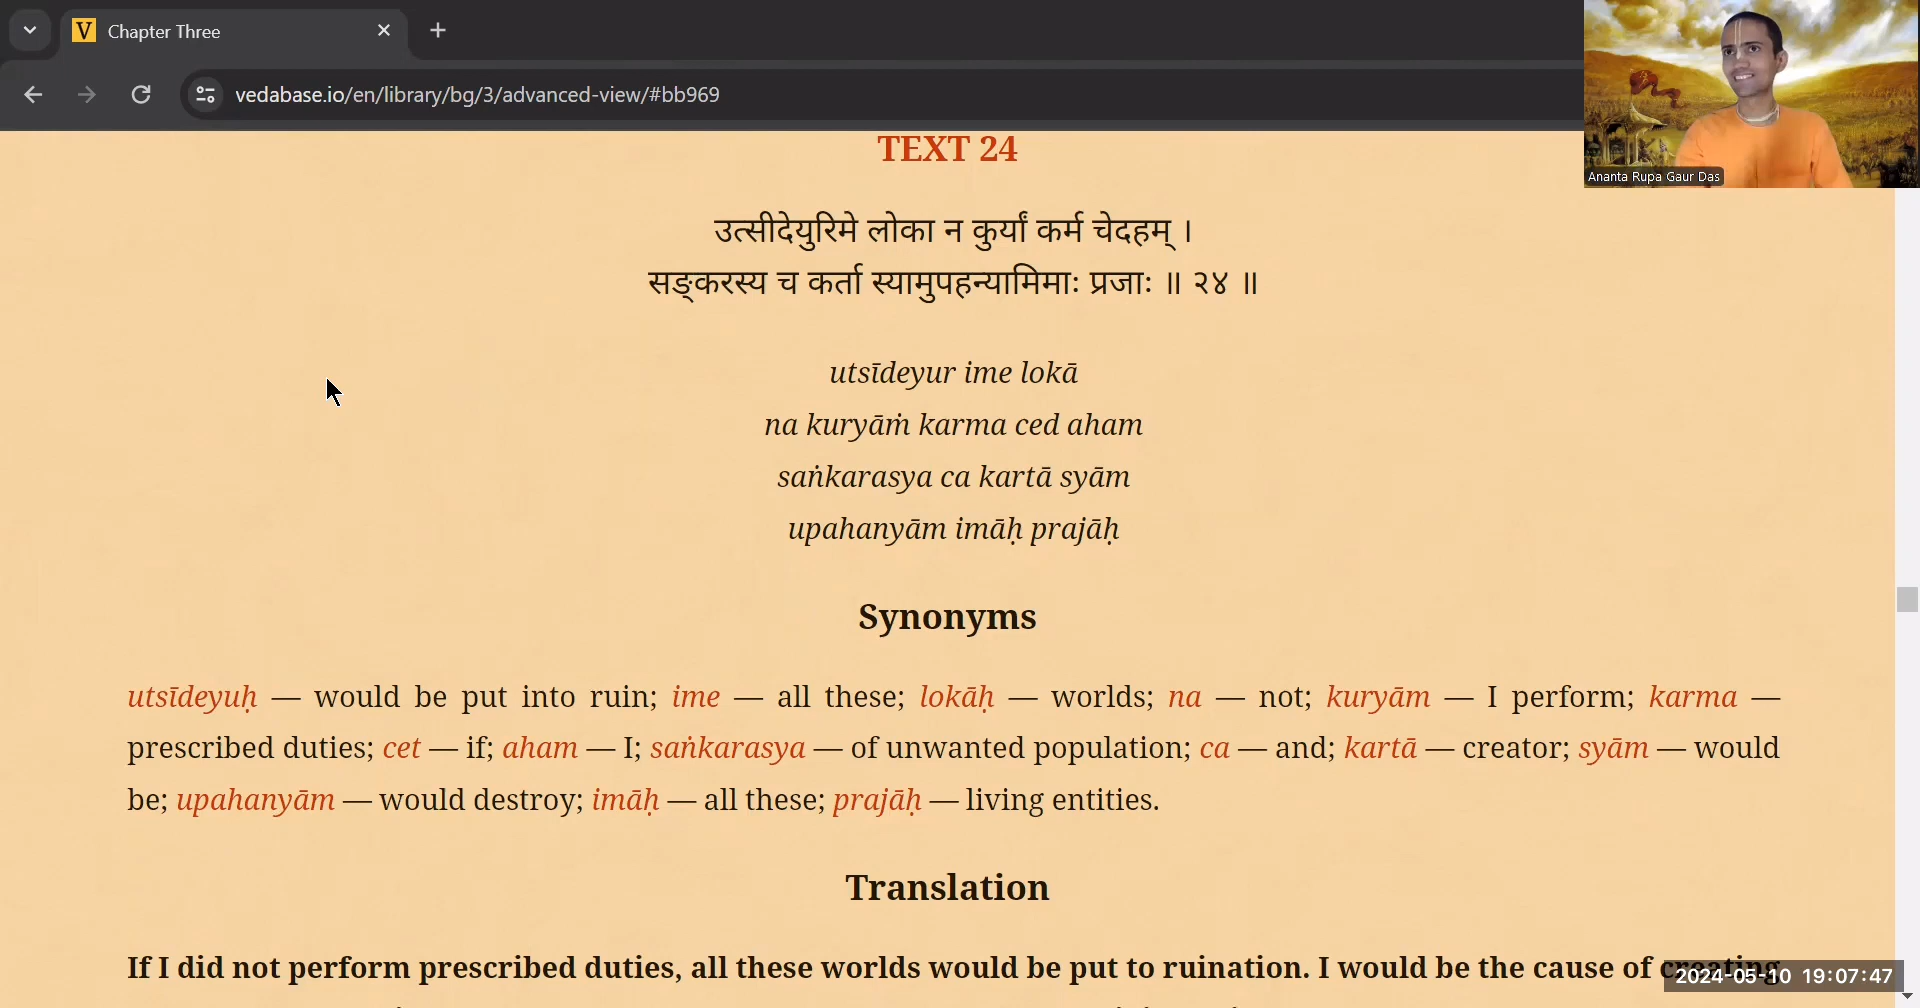 Chapter Three
vedabase.io/en/library/bg/3/advanced-view/#bb969
Ananta Rupa Gaur Das
TEXT 24
उत्सीदेयुरिमे लोका न कुर्यां कर्म चेदहम् ।
सङ्करस्य च कर्ता स्यामुपहन्यामिमाः प्रजाः ॥ २४ ॥
utsīdeyur ime lokā
na kuryāṁ karma ced aham
saṅkarasya ca kartā syām
upahanyām imāḥ prajāḥ
Synonyms
utsīdeyuḥ — would be put into ruin; ime — all these; lokāḥ — worlds; na — not; kuryām — I perform; karma —
prescribed duties; cet — if; aham — I; saṅkarasya — of unwanted population; ca — and; kartā — creator; syām — would
be; upahanyām — would destroy; imāḥ — all these; prajāḥ — living entities.
Translation
If I did not perform prescribed duties, all these worlds would be put to ruination. I would be the cause of creating
2024-05-10 19:07:47